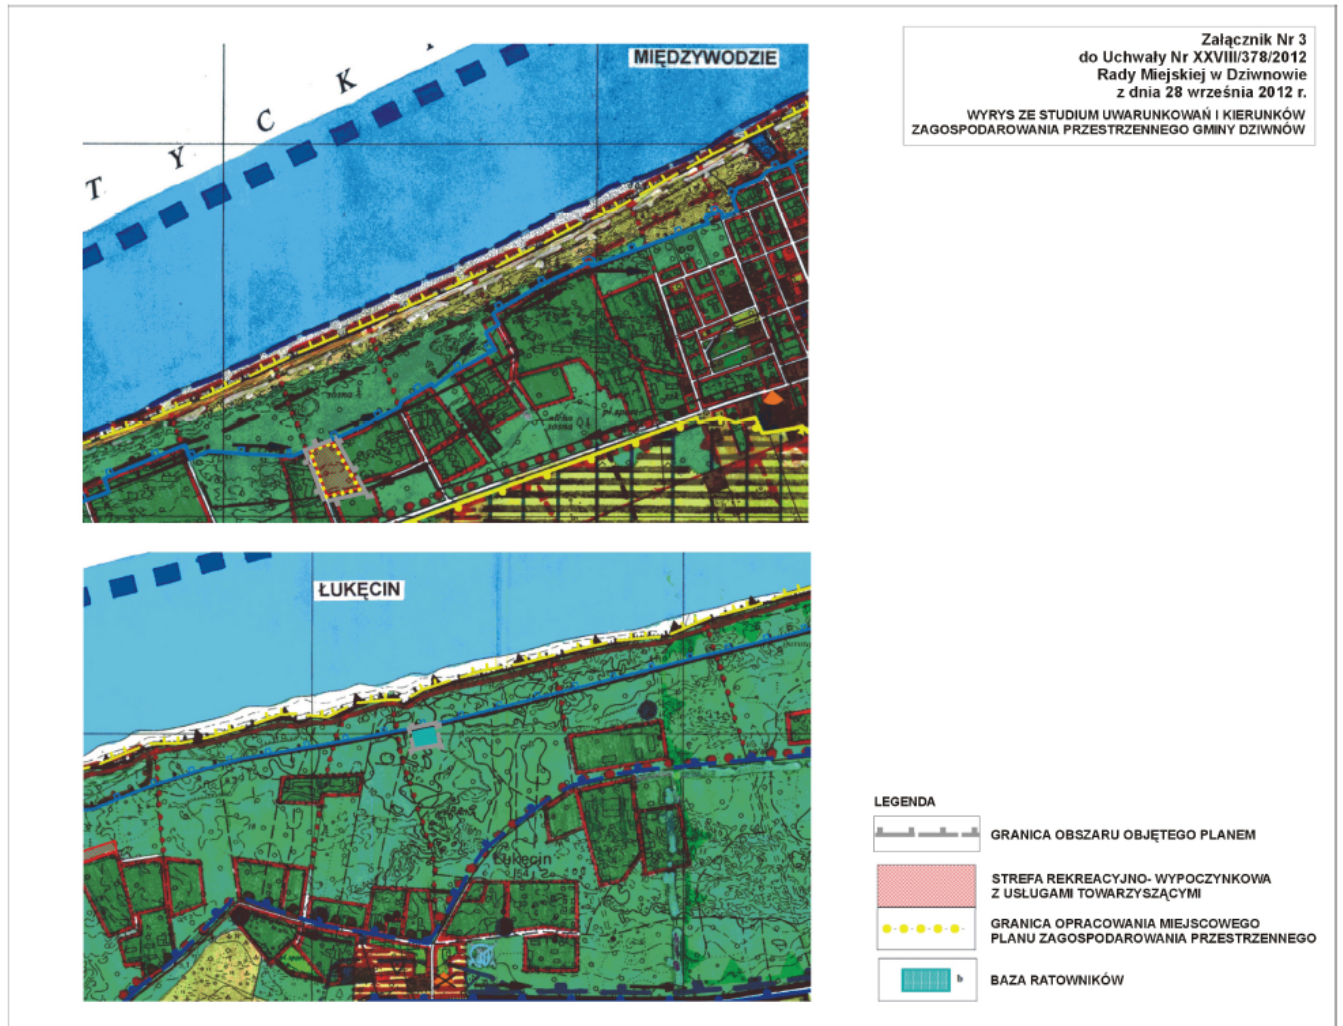 MIĘDZYWODZIE
T Y C K
sosna
sosna
Załącznik Nr 3
do Uchwały Nr XXVIII/378/2012
Rady Miejskiej w Dziwnowie
z dnia 28 września 2012 r.
WYRYS ZE STUDIUM UWARUNKOWAŃ I KIERUNKÓW
ZAGOSPODAROWANIA PRZESTRZENNEGO GMINY DZIWNÓW
ŁUKĘCIN
Łukęcin
LEGENDA
GRANICA OBSZARU OBJĘTEGO PLANEM
STREFA REKREACYJNO- WYPOCZYNKOWA
Z USŁUGAMI TOWARZYSZĄCYMI
GRANICA OPRACOWANIA MIEJSCOWEGO
PLANU ZAGOSPODAROWANIA PRZESTRZENNEGO
b
BAZA RATOWNIKÓW